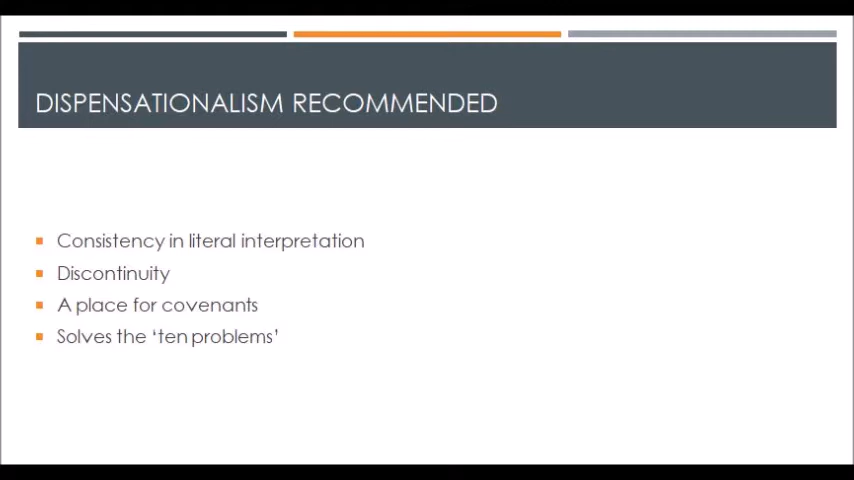 DISPENSATIONALISM RECOMMENDED
Consistency in literal interpretation
Discontinuity
A place for covenants
Solves the ‘ten problems’